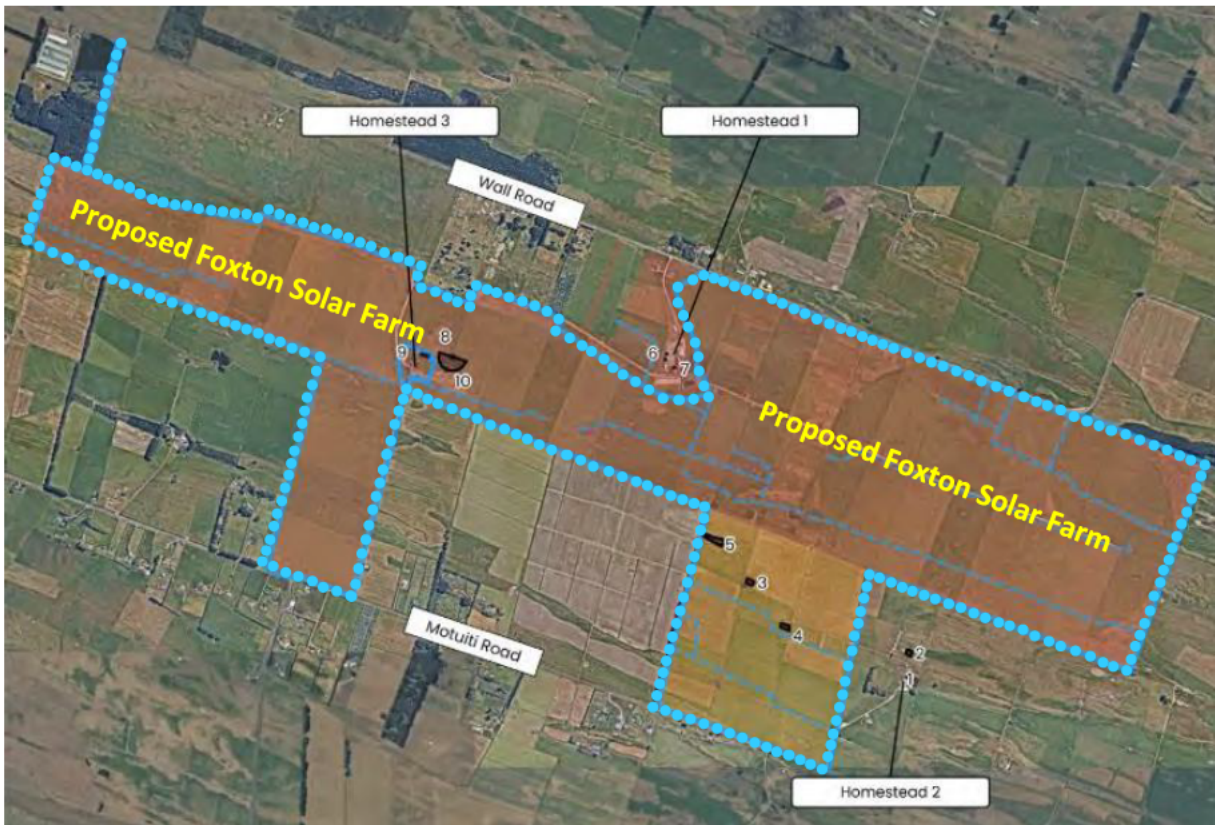 Homestead 3
Homestead 1
Wall Road
Proposed Foxton Solar Farm
8
9
10
6
7
Proposed Foxton Solar Farm
5
3
4
2
1
Motuiti Road
Homestead 2